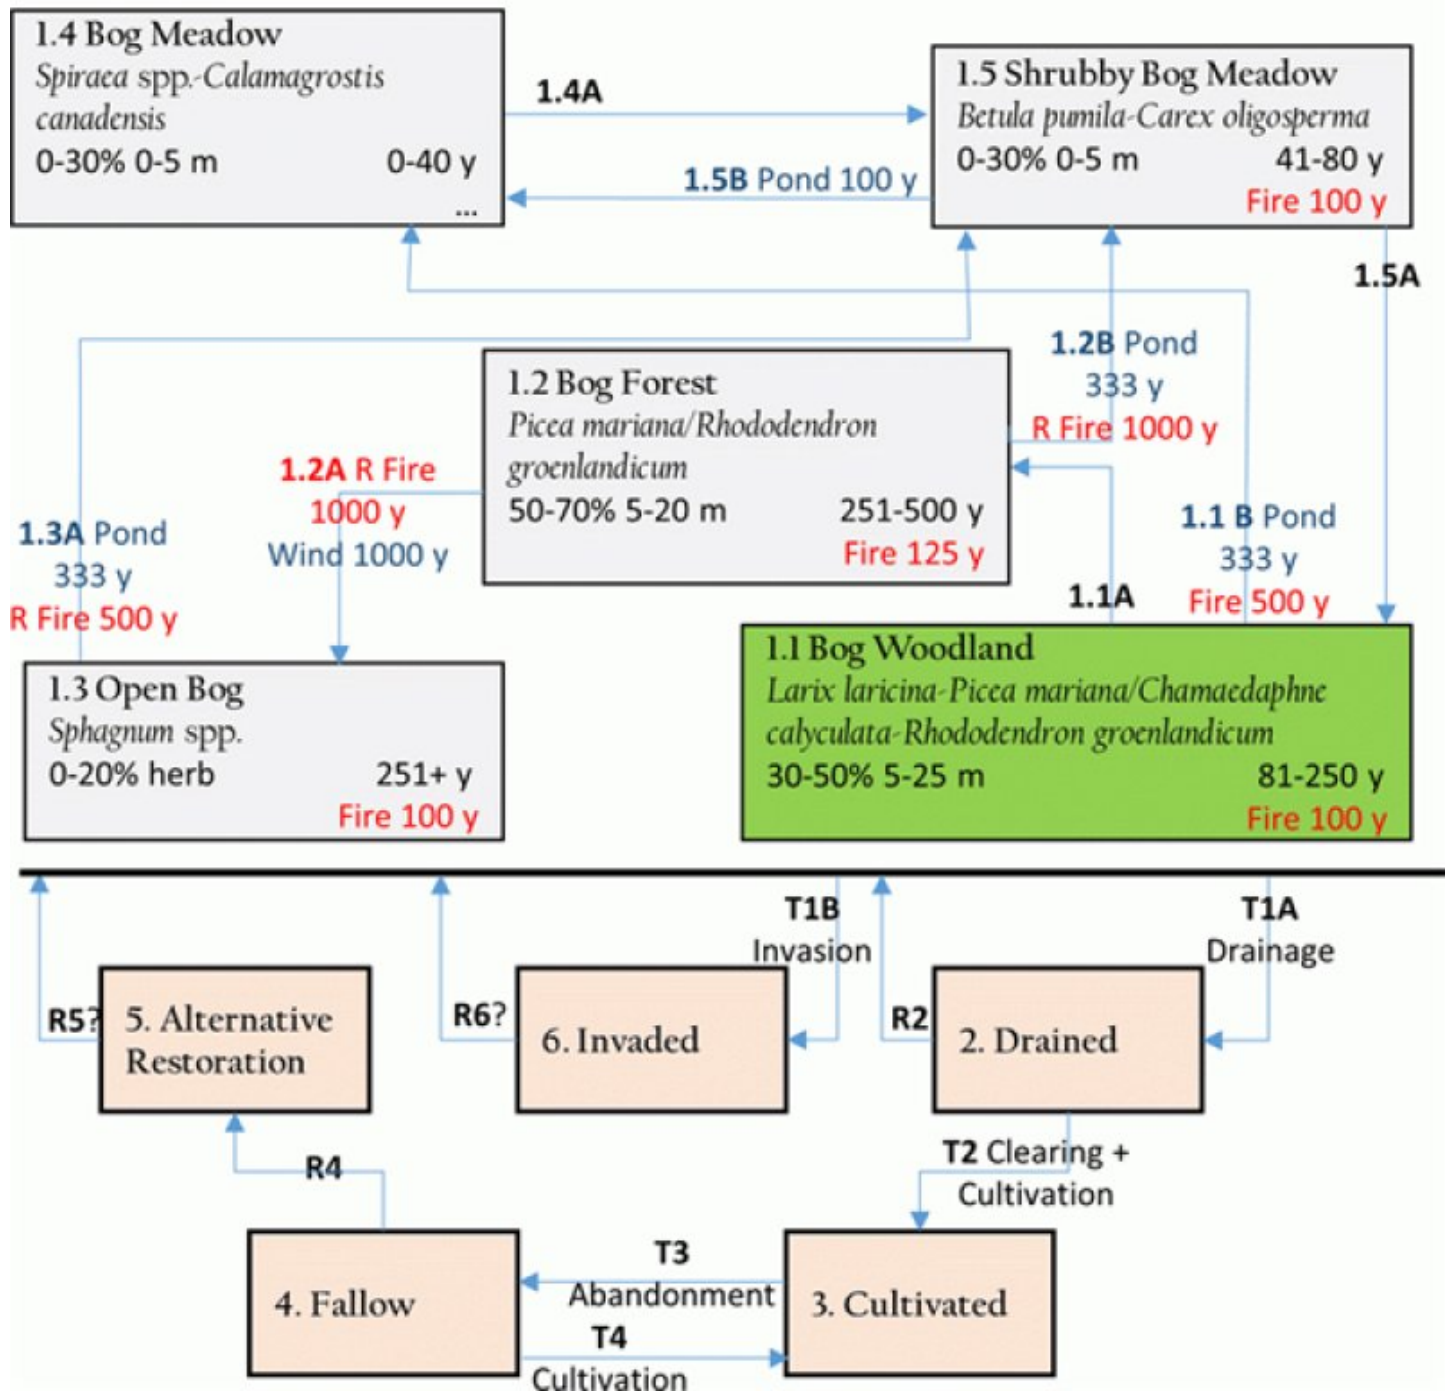 1.4 Bog Meadow
Spiraea spp.-Calamagrostis
canadensis
0-30% 0-5 m 0-40 y
...
1.4A
1.5B Pond 100 y
1.5 Shrubby Bog Meadow
Betula pumila-Carex oligosperma
0-30% 0-5 m 41-80 y
Fire 100 y
1.5A
1.2B Pond
333 y
R Fire 1000 y
1.2 Bog Forest
Picea mariana/Rhododendron
groenlandicum
50-70% 5-20 m 251-500 y
Fire 125 y
1.2A R Fire
1000 y
Wind 1000 y
1.3A Pond
333 y
R Fire 500 y
1.1 B Pond
333 y
Fire 500 y
1.1A
1.3 Open Bog
Sphagnum spp.
0-20% herb 251+ y
Fire 100 y
1.1 Bog Woodland
Larix laricina-Picea mariana/Chamaedaphne
calyculata-Rhododendron groenlandicum
30-50% 5-25 m 81-250 y
Fire 100 y
T1B
Invasion
T1A
Drainage
R5?
5. Alternative
Restoration
R6?
6. Invaded
R2
2. Drained
R4
T2 Clearing +
Cultivation
4. Fallow
T3
Abandonment
T4
Cultivation
3. Cultivated